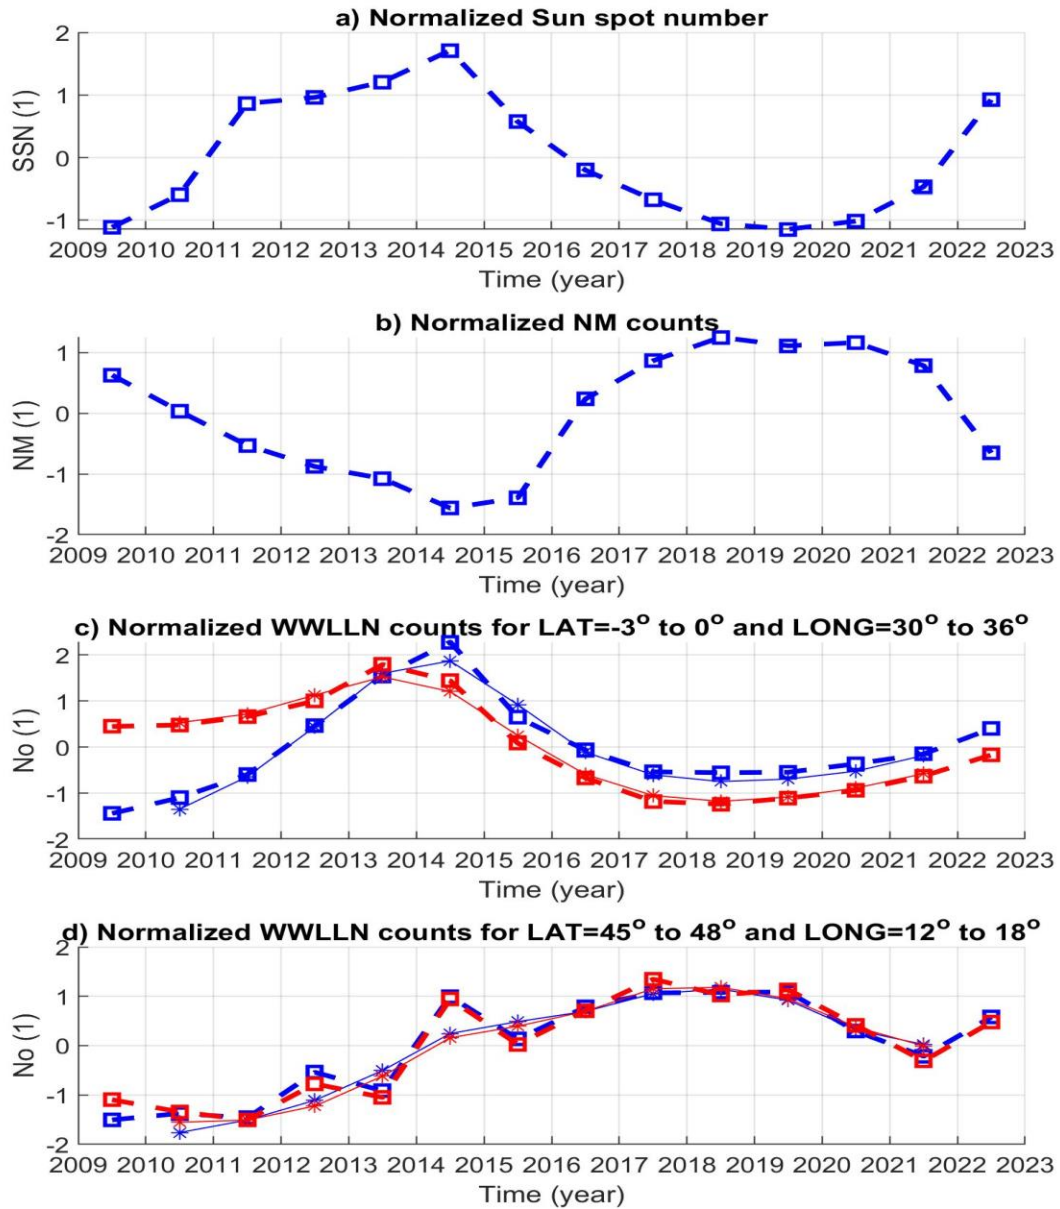 a) Normalized Sun spot number
2
1
0
-1
SSN (1)
2009 2010 2011 2012 2013 2014 2015 2016 2017 2018 2019 2020 2021 2022 2023
Time (year)
b) Normalized NM counts
1
0
-1
-2
NM (1)
2009 2010 2011 2012 2013 2014 2015 2016 2017 2018 2019 2020 2021 2022 2023
Time (year)
c) Normalized WWLLN counts for LAT=-3° to 0° and LONG=30° to 36°
2
1
0
-1
-2
No (1)
2009 2010 2011 2012 2013 2014 2015 2016 2017 2018 2019 2020 2021 2022 2023
Time (year)
d) Normalized WWLLN counts for LAT=45° to 48° and LONG=12° to 18°
2
1
0
-1
-2
No (1)
2009 2010 2011 2012 2013 2014 2015 2016 2017 2018 2019 2020 2021 2022 2023
Time (year)